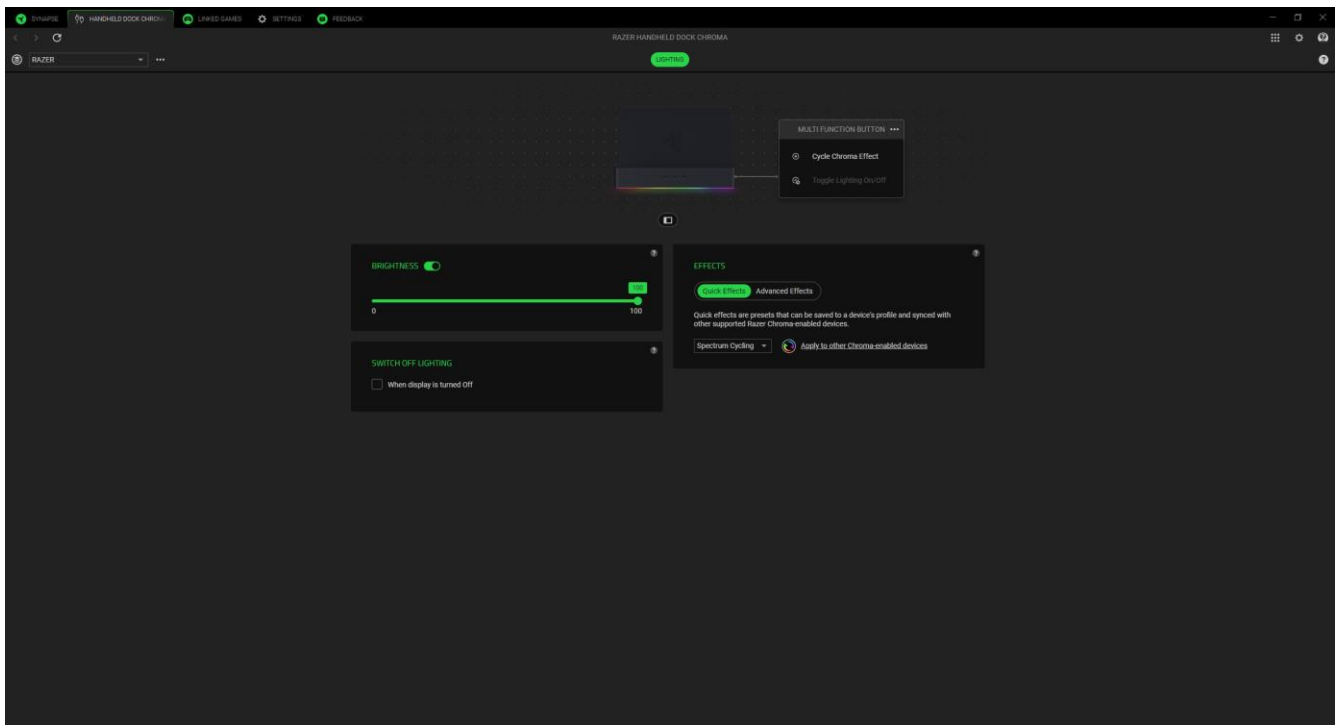 SYNAPSE
HANDHELD DOCK CHROMA
LINKED GAMES
SETTINGS
FEEDBACK
RAZER HANDHELD DOCK CHROMA
RAZER
LIGHTING
MULTI FUNCTION BUTTON
Cycle Chroma Effect
Toggle Lighting On/Off
BRIGHTNESS
100
0
100
SWITCH OFF LIGHTING
When display is turned Off
EFFECTS
Quick Effects
Advanced Effects
Quick effects are presets that can be saved to a device's profile and synced with
other supported Razer Chroma-enabled devices.
Spectrum Cycling
Apply to other Chroma-enabled devices